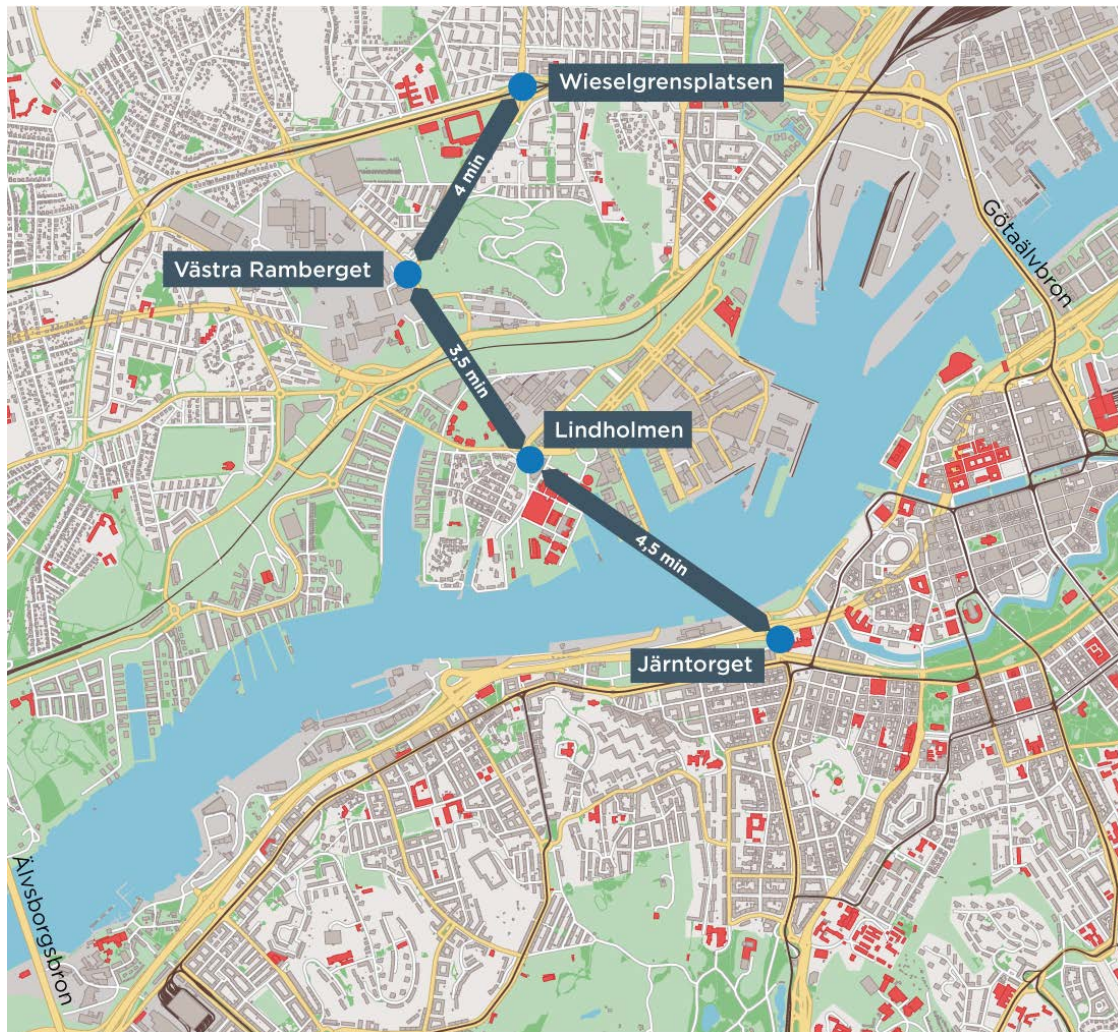 Wieselgrensplatsen
4 min
Götaälvbron
Västra Ramberget
3,5 min
Lindholmen
4,5 min
Järntorget
Älvsborgsbron